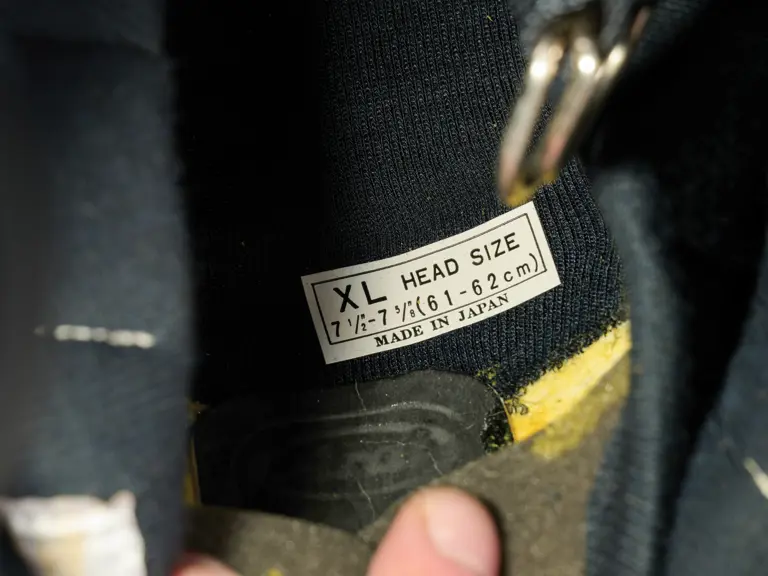 XL HEAD SIZE
7 1/2"-7 5/8"(61-62cm)
MADE IN JAPAN